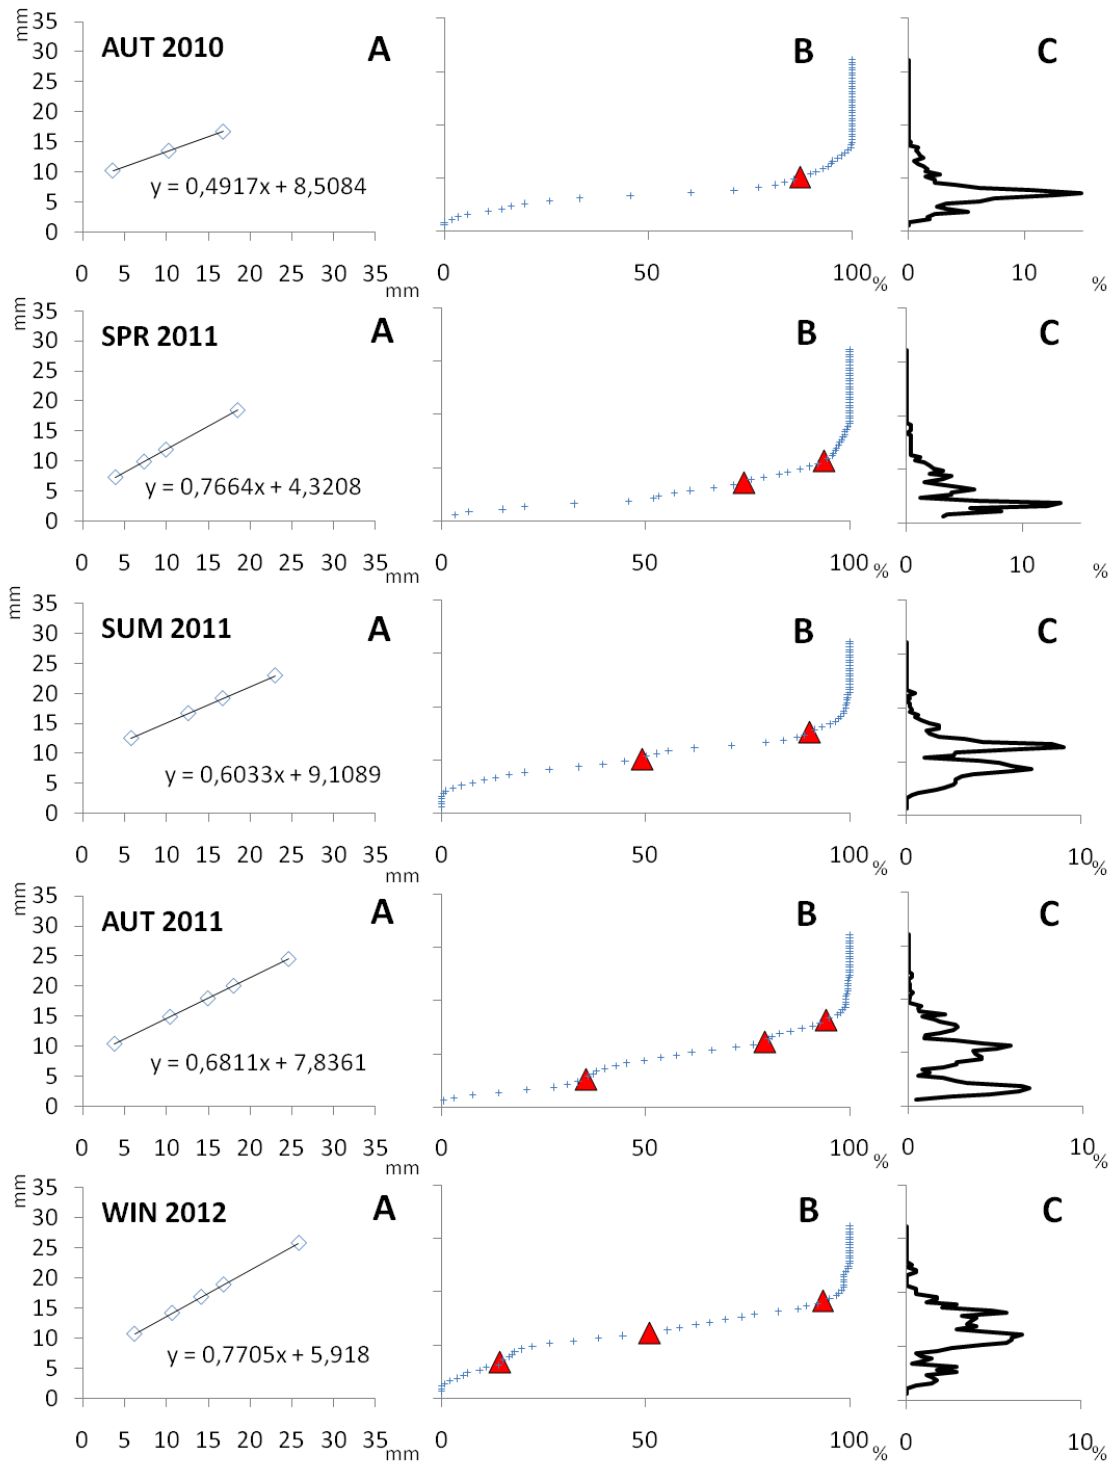 mm
35
30
25
20
15
10
5
0
AUT 2010
A
B
C
y = 0,4917x + 8,5084
0 5 10 15 20 25 30 35
mm
0 50 100 %
0 10 %
mm
35
30
25
20
15
10
5
0
SPR 2011
A
B
C
y = 0,7664x + 4,3208
0 5 10 15 20 25 30 35
mm
0 50 100 %
0 10 %
mm
35
30
25
20
15
10
5
0
SUM 2011
A
B
C
y = 0,6033x + 9,1089
0 5 10 15 20 25 30 35
mm
0 50 100 %
0 10 %
mm
35
30
25
20
15
10
5
0
AUT 2011
A
B
C
y = 0,6811x + 7,8361
0 5 10 15 20 25 30 35
mm
0 50 100 %
0 10 %
mm
35
30
25
20
15
10
5
0
WIN 2012
A
B
C
y = 0,7705x + 5,918
0 5 10 15 20 25 30 35
mm
0 50 100 %
0 10 %